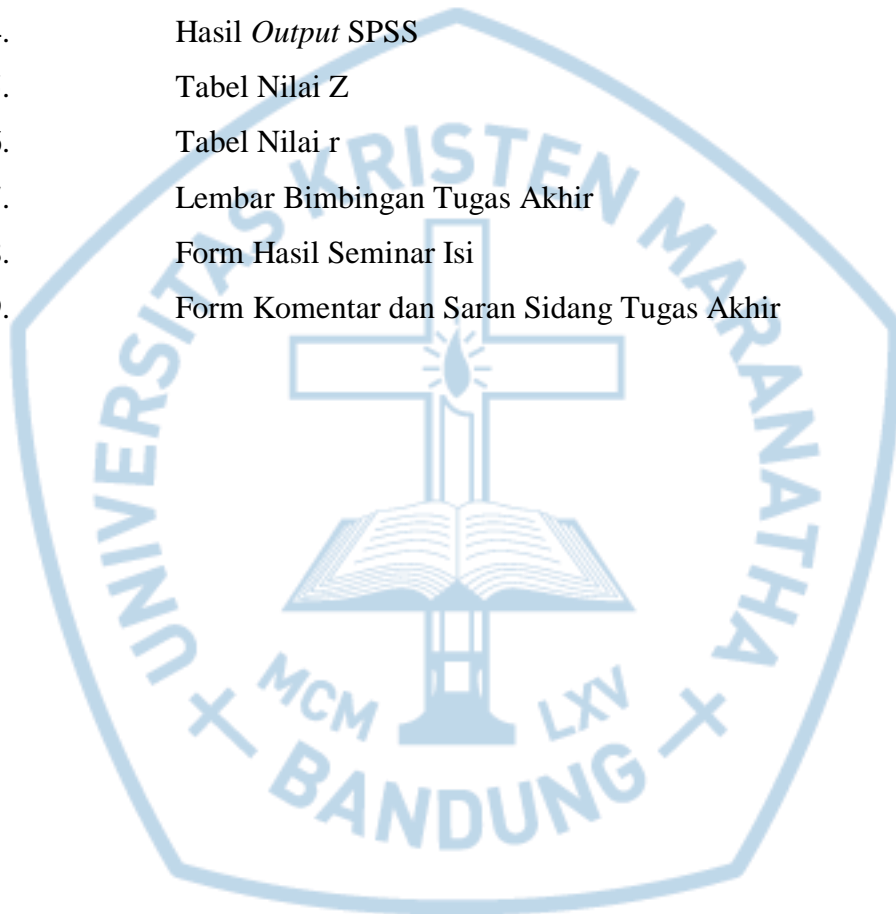 Hasil Output SPSS
Tabel Nilai Z
Tabel Nilai r
Lembar Bimbingan Tugas Akhir
Form Hasil Seminar Isi
Form Komentar dan Saran Sidang Tugas Akhir
UNIVERSITAS KRISTEN MARANATHA
MCM LXV
BANDUNG